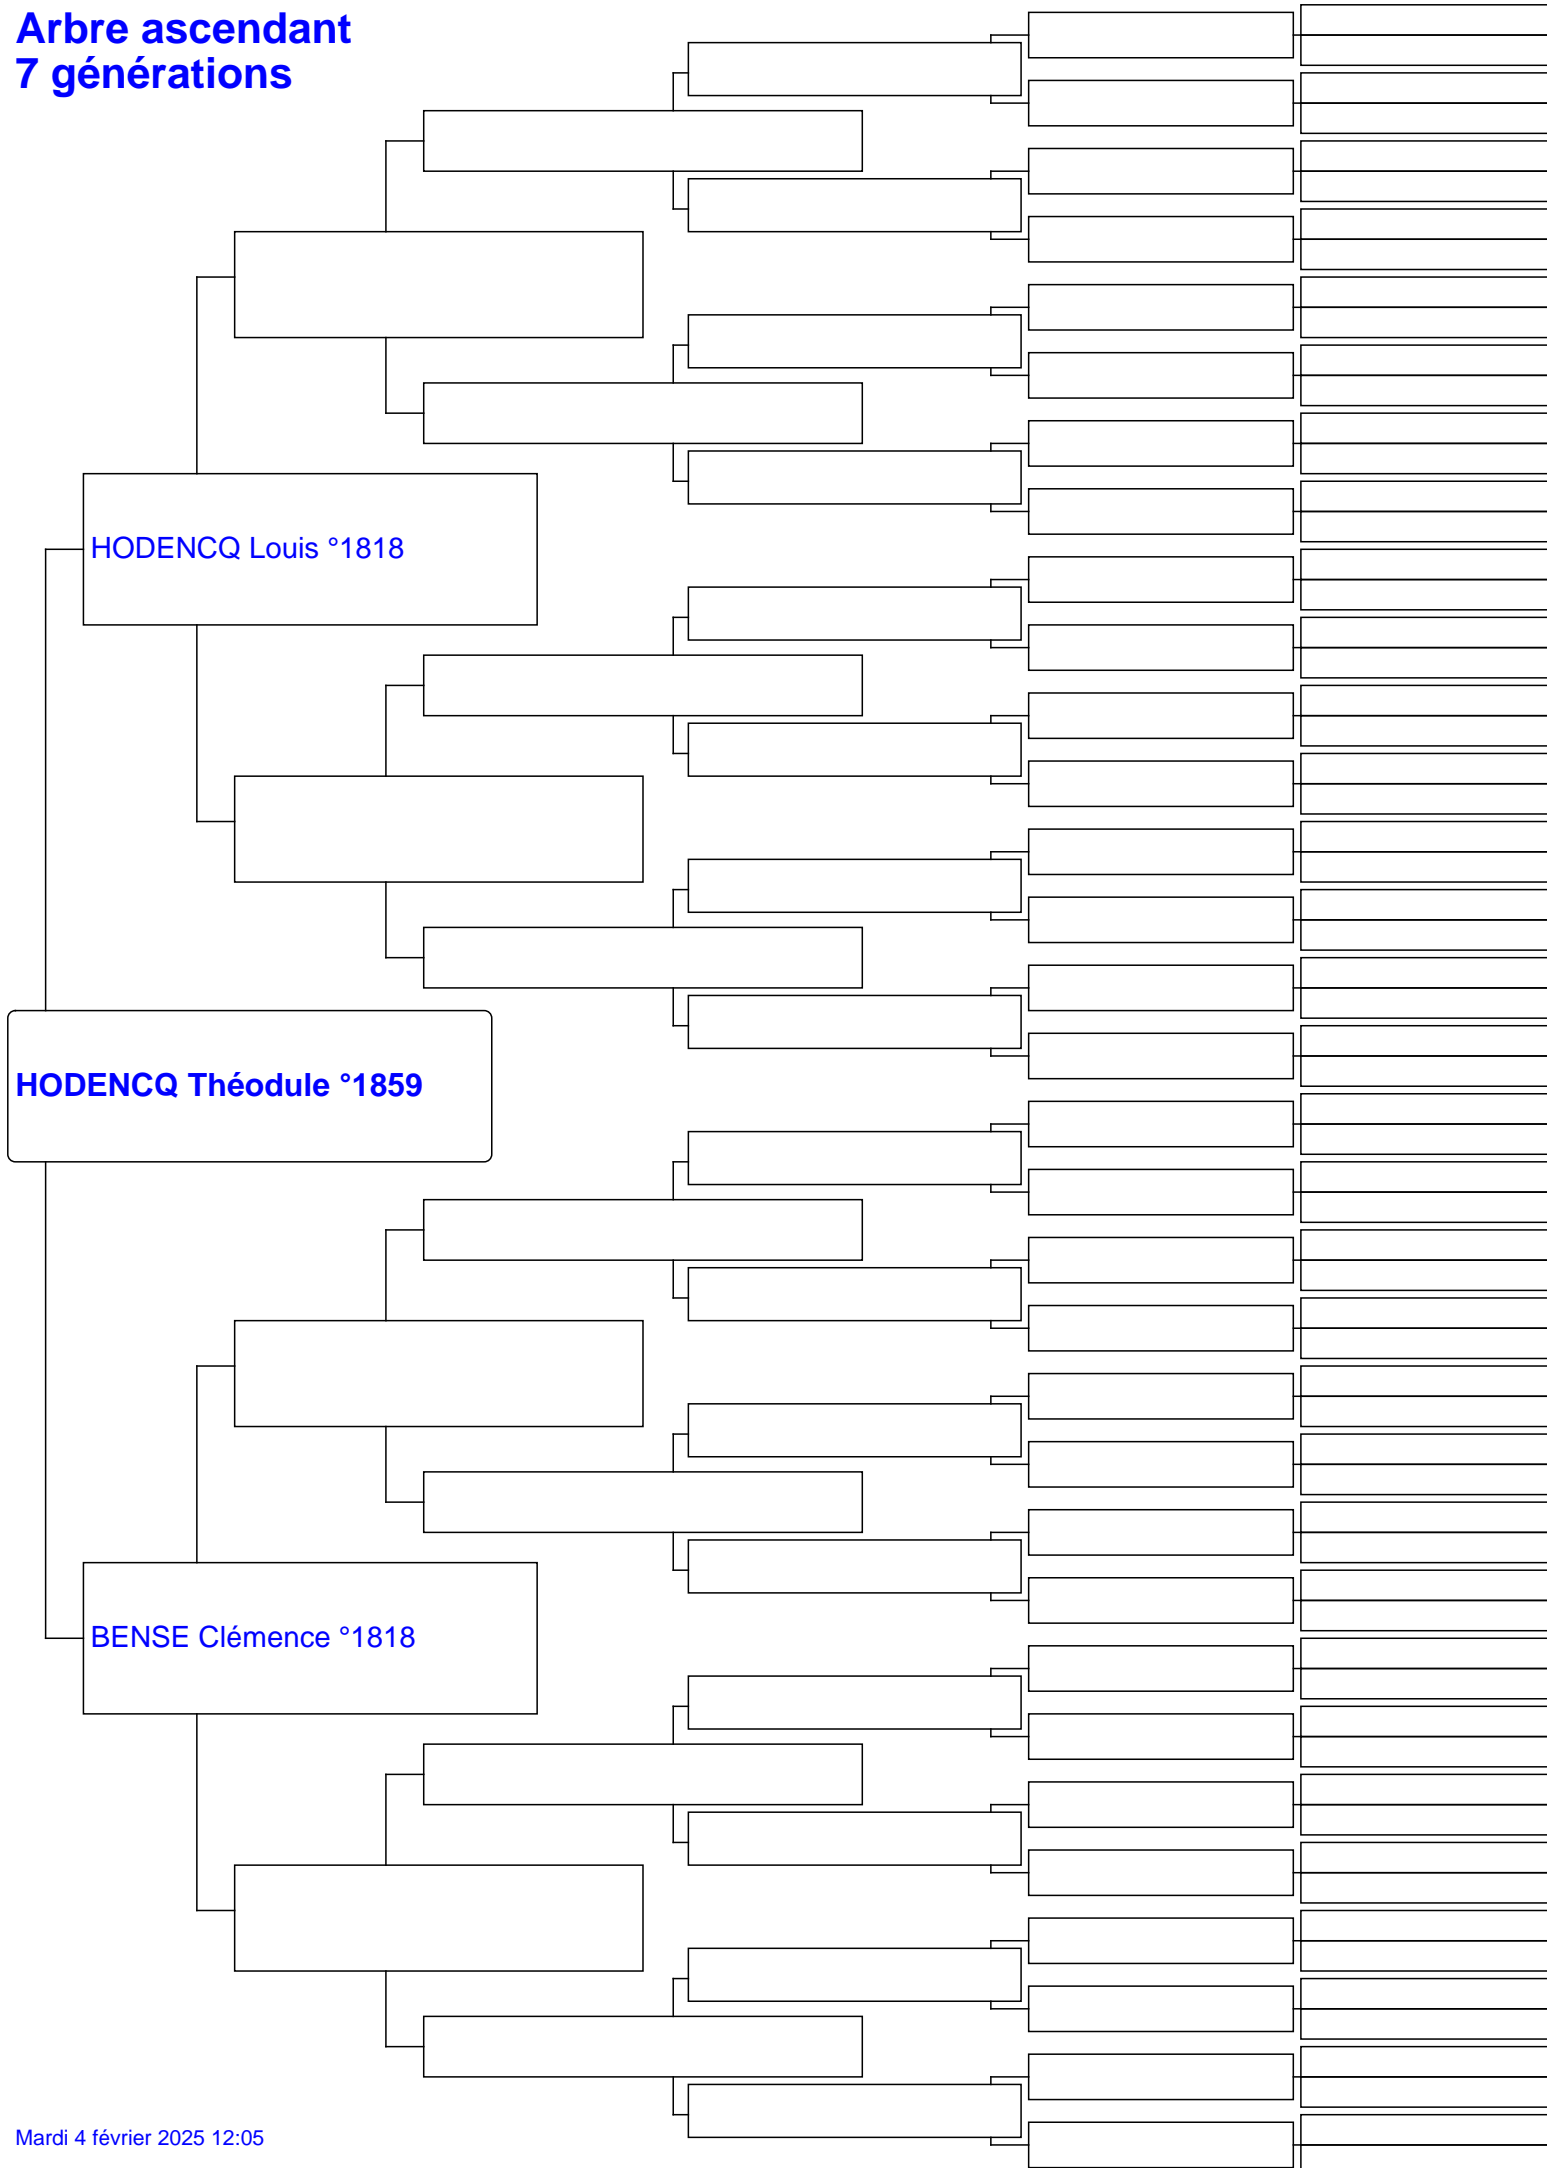 Arbre ascendant
7 générations
HODENCQ Louis °1818
HODENCQ Théodule °1859
BENSE Clémence °1818
Mardi 4 février 2025 12:05